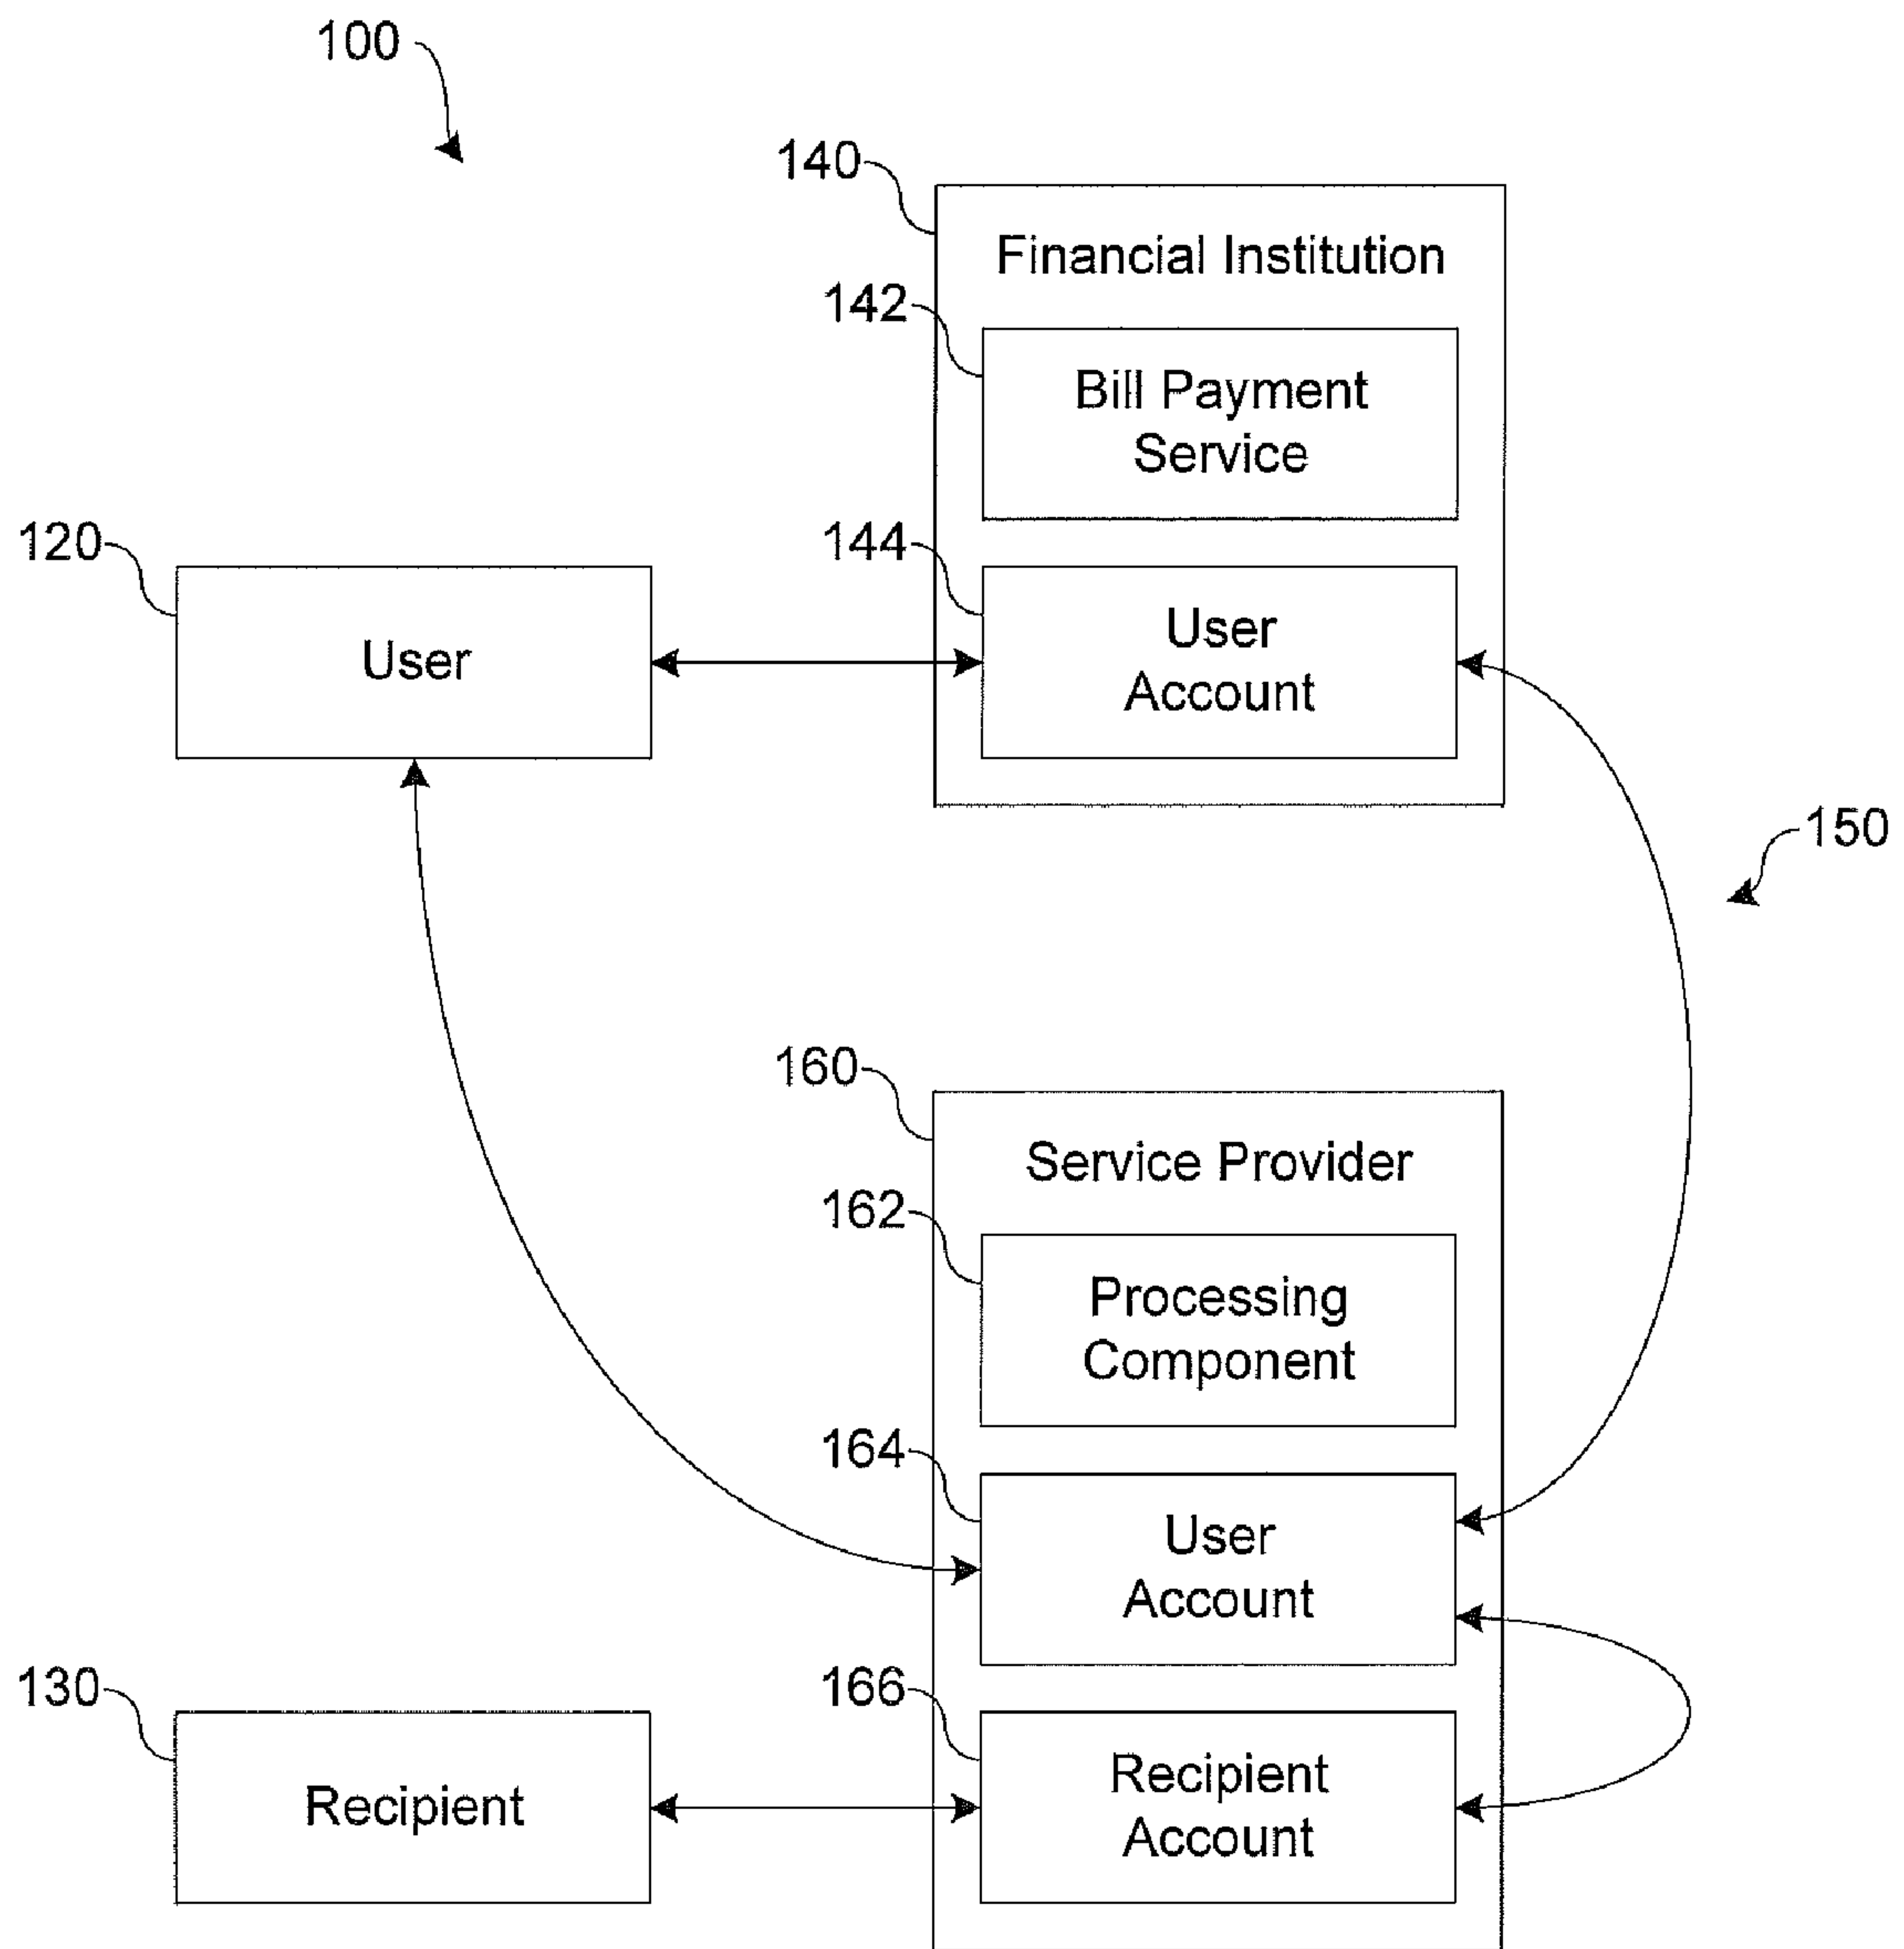 100
140
Financial Institution
142
Bill Payment
Service
120
144
User
User
Account
150
160
Service Provider
162
Processing
Component
164
User
Account
130
166
Recipient
Recipient
Account